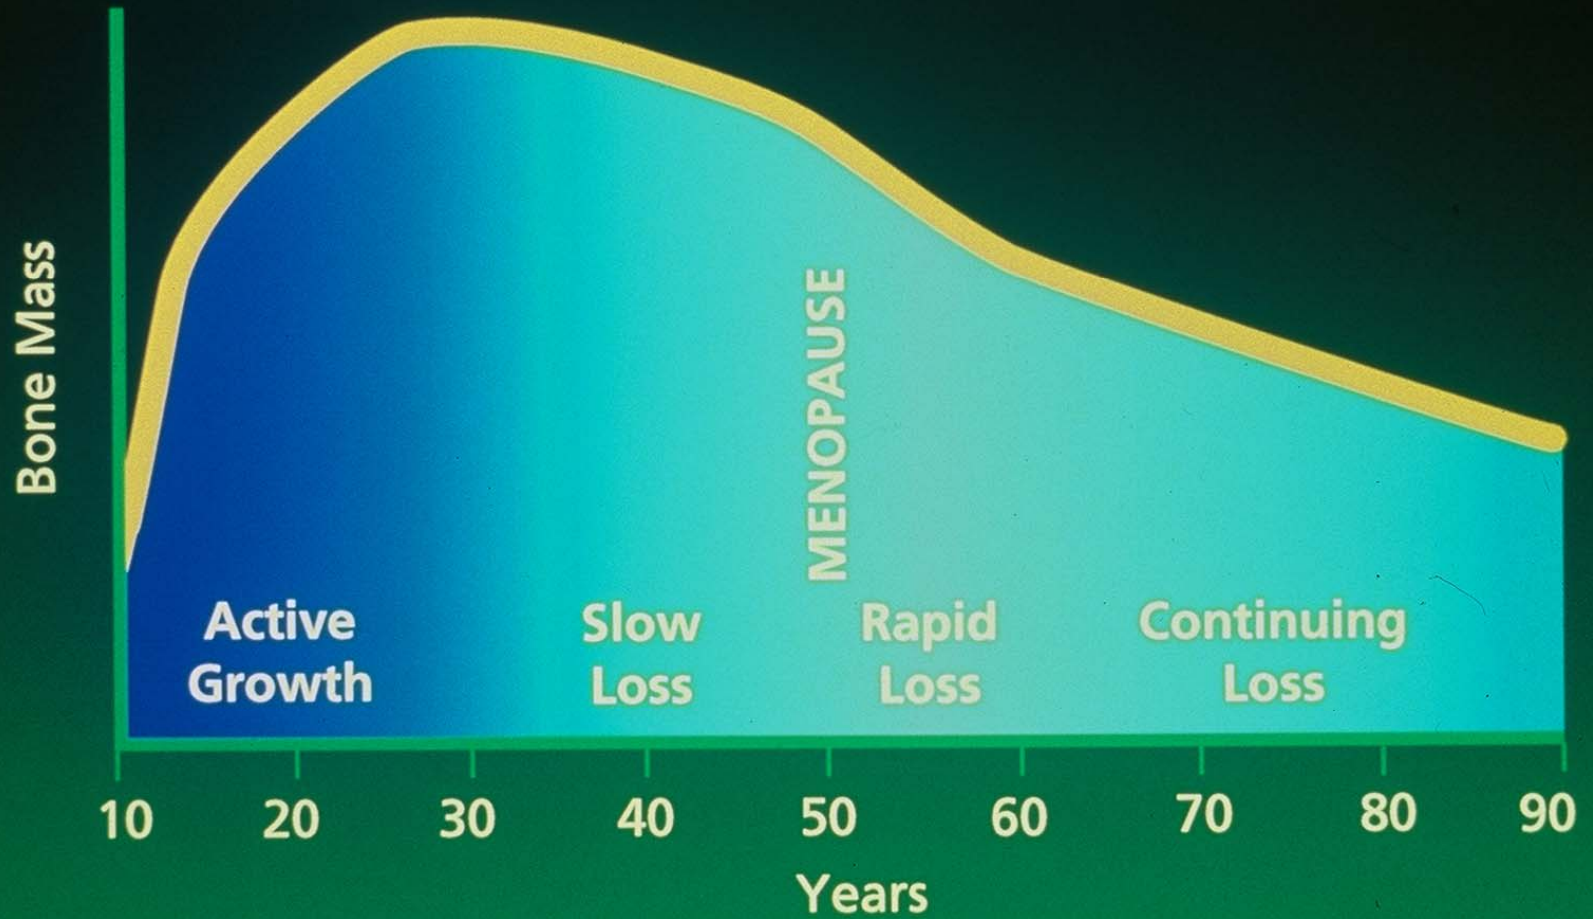 Bone Mass
MENOPAUSE
Active
Growth
Slow
Loss
Rapid
Loss
Continuing
Loss
10 20 30 40 50 60 70 80 90
Years